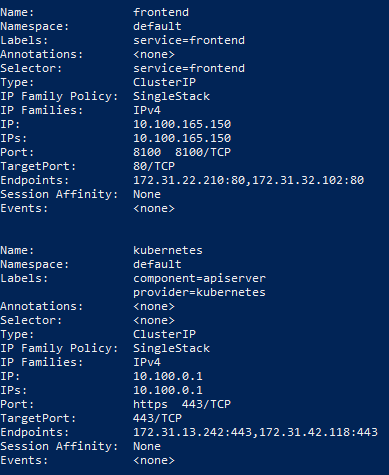 Name:              frontend
Namespace:         default
Labels:            service=frontend
Annotations:       <none>
Selector:          service=frontend
Type:              ClusterIP
IP Family Policy:  SingleStack
IP Families:       IPv4
IP:                10.100.165.150
IPs:               10.100.165.150
Port:              8100  8100/TCP
TargetPort:        80/TCP
Endpoints:         172.31.22.210:80,172.31.32.102:80
Session Affinity:  None
Events:            <none>
Name:              kubernetes
Namespace:         default
Labels:            component=apiserver
                   provider=kubernetes
Annotations:       <none>
Selector:          <none>
Type:              ClusterIP
IP Family Policy:  SingleStack
IP Families:       IPv4
IP:                10.100.0.1
IPs:               10.100.0.1
Port:              https  443/TCP
TargetPort:        443/TCP
Endpoints:         172.31.13.242:443,172.31.42.118:443
Session Affinity:  None
Events:            <none>